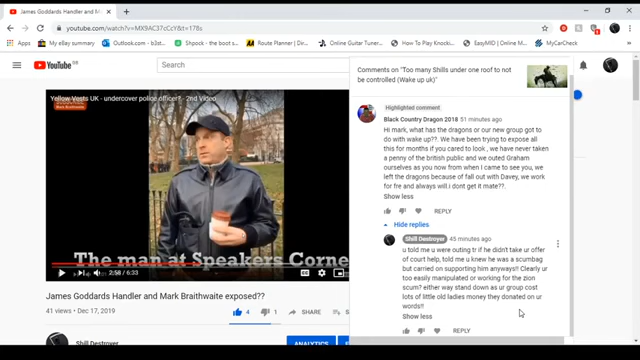 James Goddards Handler and M
youtube.com/watch?v=MX9AC37cCcY&t=178s
Apps
My eBay summary
Outlook.com - b2st
Shpook - the boot s
AA Route Planner | Dri
Online Guitar Tuner
How To Play Knockin
EasyMID | Home
MyCarCheck
YouTube
Search
Yellow Vests UK - undercover police officer? - 2nd Video
Mark Braithwaite
The man at Speakers Corne
2:58 / 6:33
James Goddards Handler and Mark Braithwaite exposed??
41 views • Dec 17, 2019
4
1
SHARE
Shill Destroyer
ANALYTICS
Comments on "Too many Shills under one roof to not
be controlled (Wake up uk)"
Highlighted comment
Black Country Dragon 2018 51 minutes ago
Hi mark, what has the dragons or our new group got to
do with wake up?? We have been trying to expose all
this for months if you cared to look , we have never taken
a penny of the british public and we outed Graham
ourselves as you now from when I came to see you, we
left the dragons because of fall out with Davey, we work
for fre and always will.i dont get it mate??.
Show less
REPLY
Hide replies
Shill Destroyer 45 minutes ago
u told me u were outing tr if he didn't take ur offer
of court help, told me u knew he was a scumbag
but carried on supporting him anyways!! Clearly ur
too easily manipulated or working for the zion
scum? either way stand down as ur group cost
lots of little old ladies money they donated on ur
words!!
Show less
REPLY